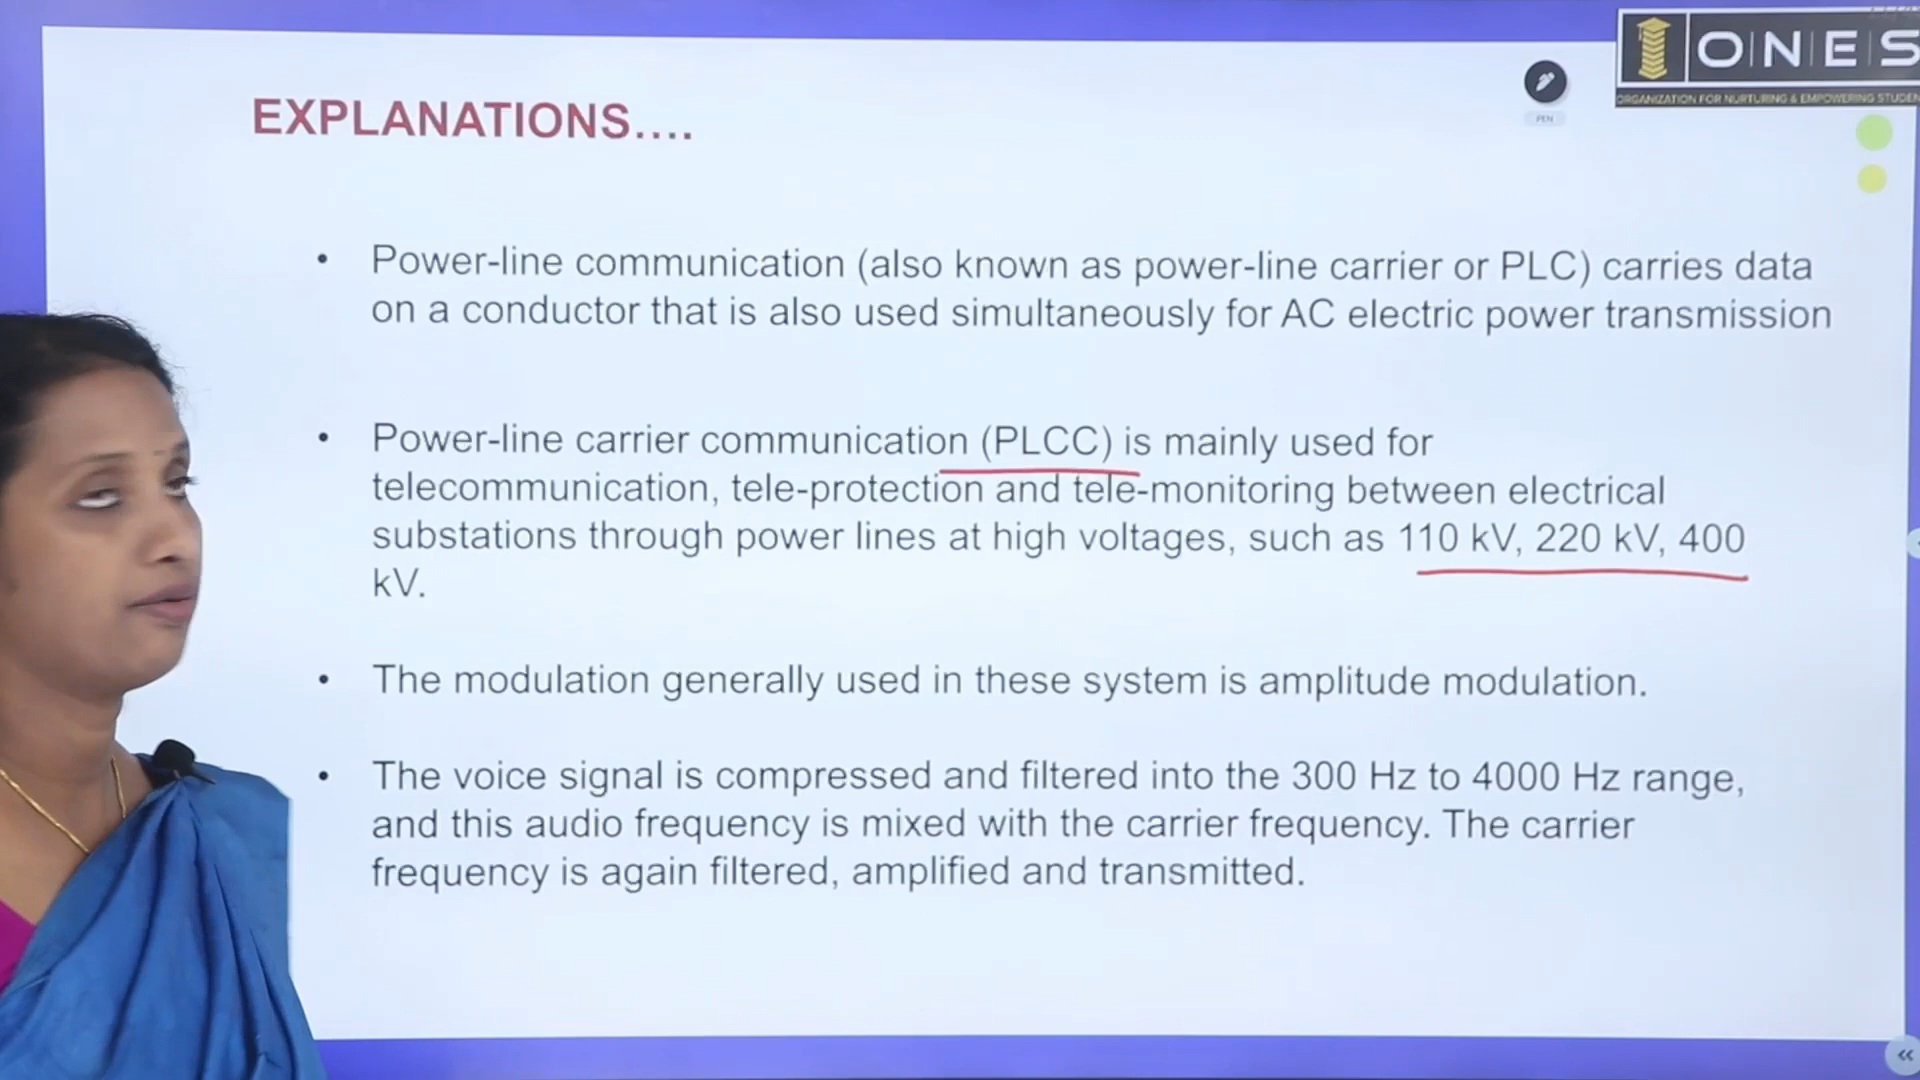 O|N|E|S
ORGANIZATION FOR NURTURING & EMPOWERING STUDEN
PEN
EXPLANATIONS....
• Power-line communication (also known as power-line carrier or PLC) carries data
on a conductor that is also used simultaneously for AC electric power transmission
• Power-line carrier communication (PLCC) is mainly used for
telecommunication, tele-protection and tele-monitoring between electrical
substations through power lines at high voltages, such as 110 kV, 220 kV, 400
kV.
• The modulation generally used in these system is amplitude modulation.
• The voice signal is compressed and filtered into the 300 Hz to 4000 Hz range,
and this audio frequency is mixed with the carrier frequency. The carrier
frequency is again filtered, amplified and transmitted.